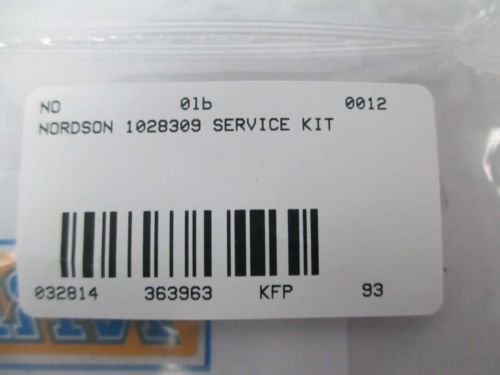 NO 01b 0012
NORDSON 1028309 SERVICE KIT
032814 363963 KFP 93